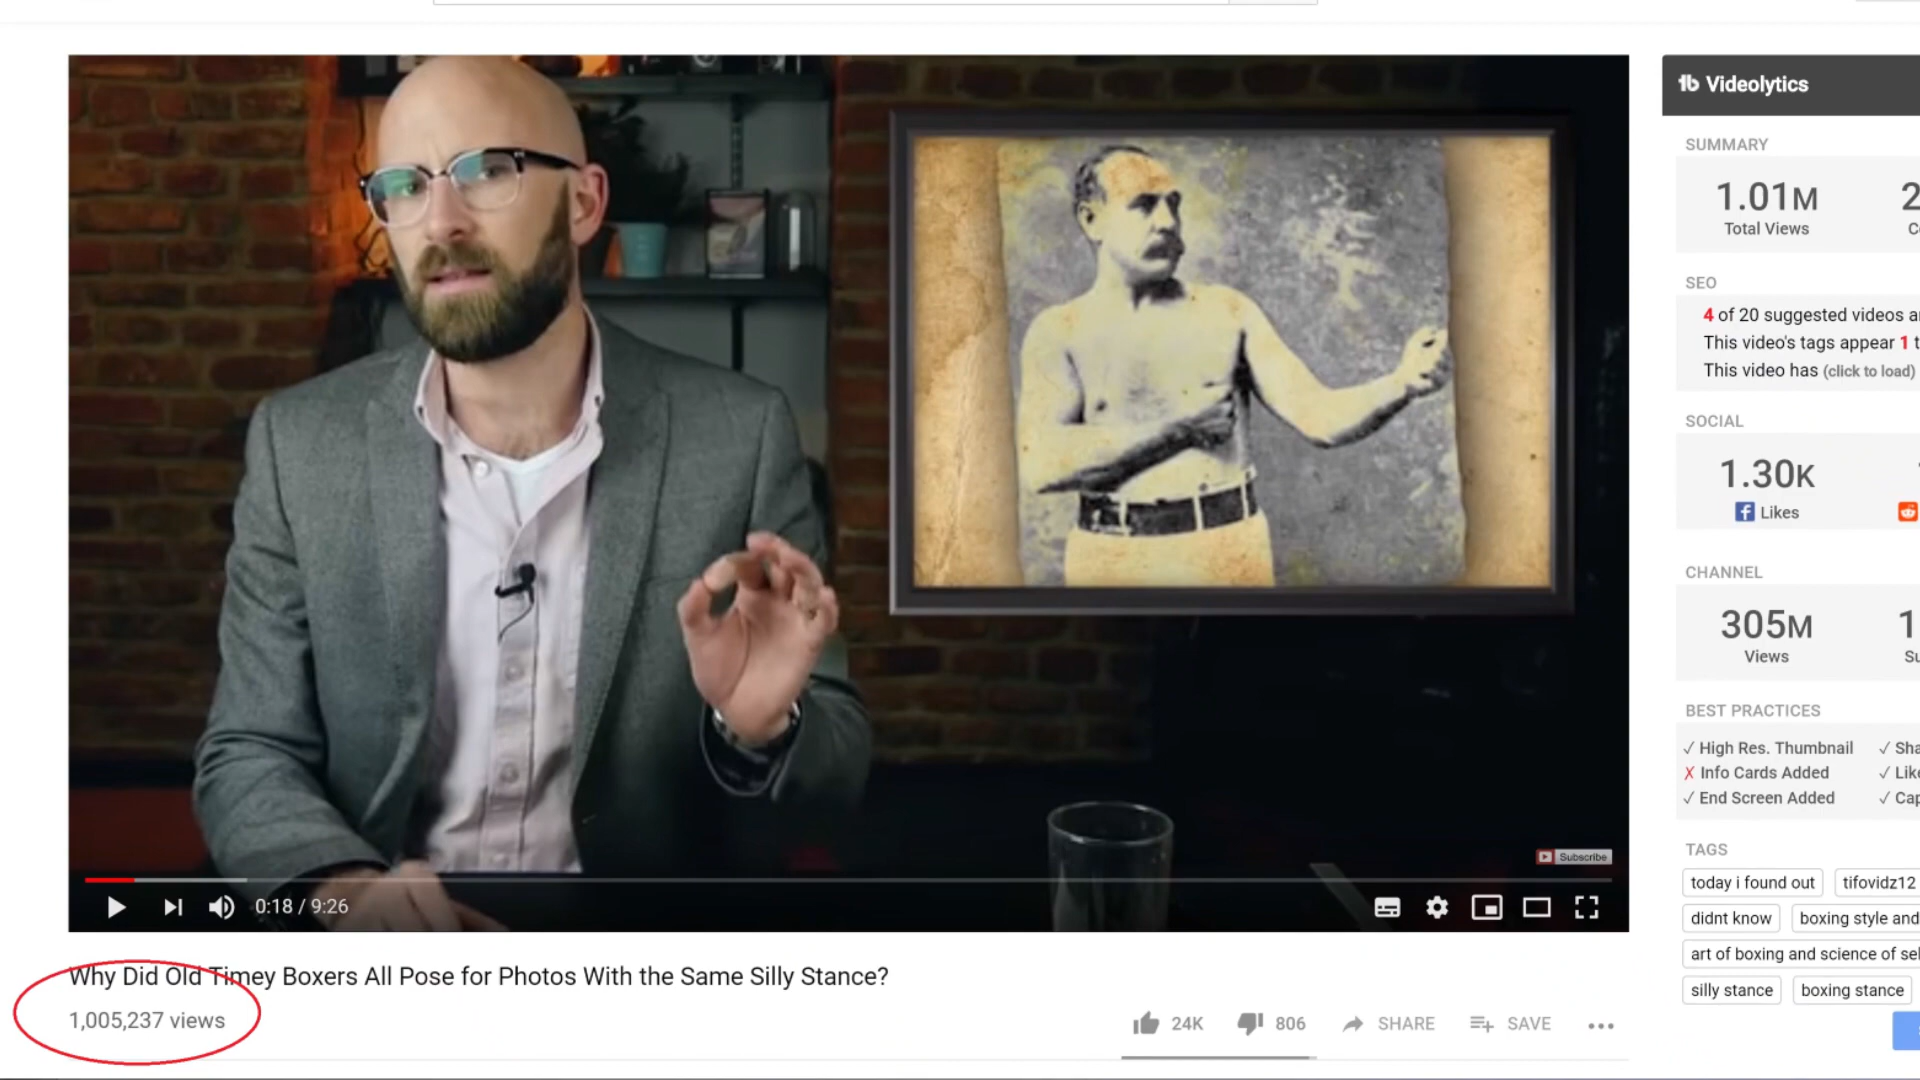 Subscribe
0:18 / 9:26
Why Did Old Timey Boxers All Pose for Photos With the Same Silly Stance?
1,005,237 views
24K
806
SHARE
SAVE
tb Videolytics
SUMMARY
1.01M
Total Views
SEO
4 of 20 suggested videos
This video's tags appear 1
This video has (click to load)
SOCIAL
1.30K
Likes
CHANNEL
305M
Views
BEST PRACTICES
✓ High Res. Thumbnail ✓
X Info Cards Added ✓
✓ End Screen Added ✓
TAGS
today i found out tifovidz12
didnt know boxing style and
art of boxing and science of
silly stance boxing stance